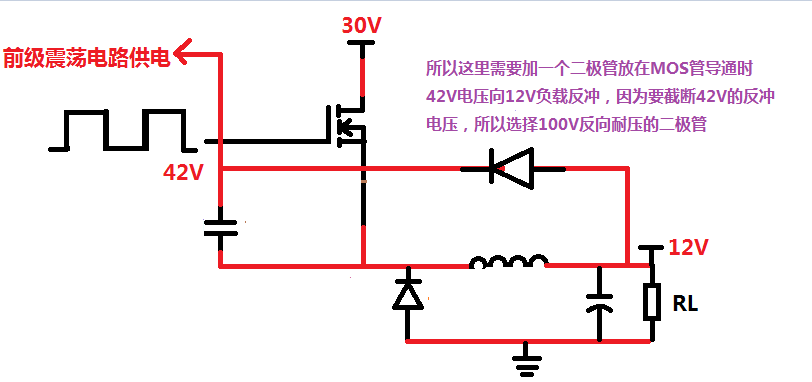 30V
前级震荡电路供电
所以这里需要加一个二极管放在MOS管导通时
42V电压向12V负载反冲，因为要截断42V的反冲
电压，所以选择100V反向耐压的二极管
42V
12V
RL